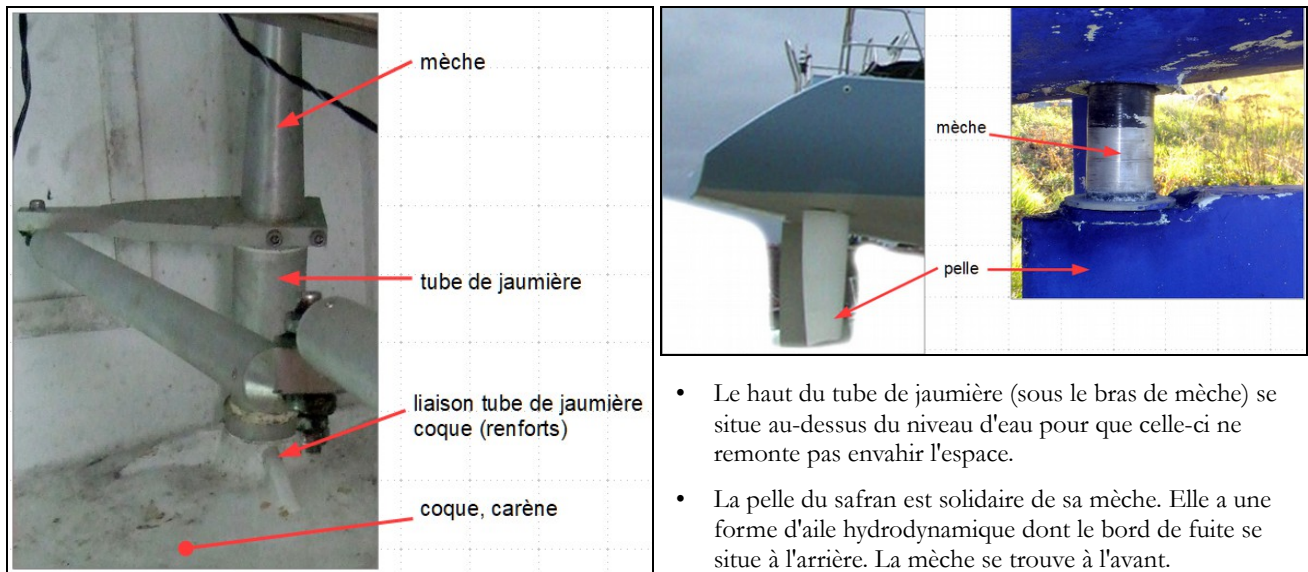 mèche
tube de jaumière
liaison tube de jaumière
coque (renforts)
coque, carène
mèche
pelle
• Le haut du tube de jaumière (sous le bras de mèche) se
situe au-dessus du niveau d'eau pour que celle-ci ne
remonte pas envahir l'espace.
• La pelle du safran est solidaire de sa mèche. Elle a une
forme d'aile hydrodynamique dont le bord de fuite se
situe à l'arrière. La mèche se trouve à l'avant.